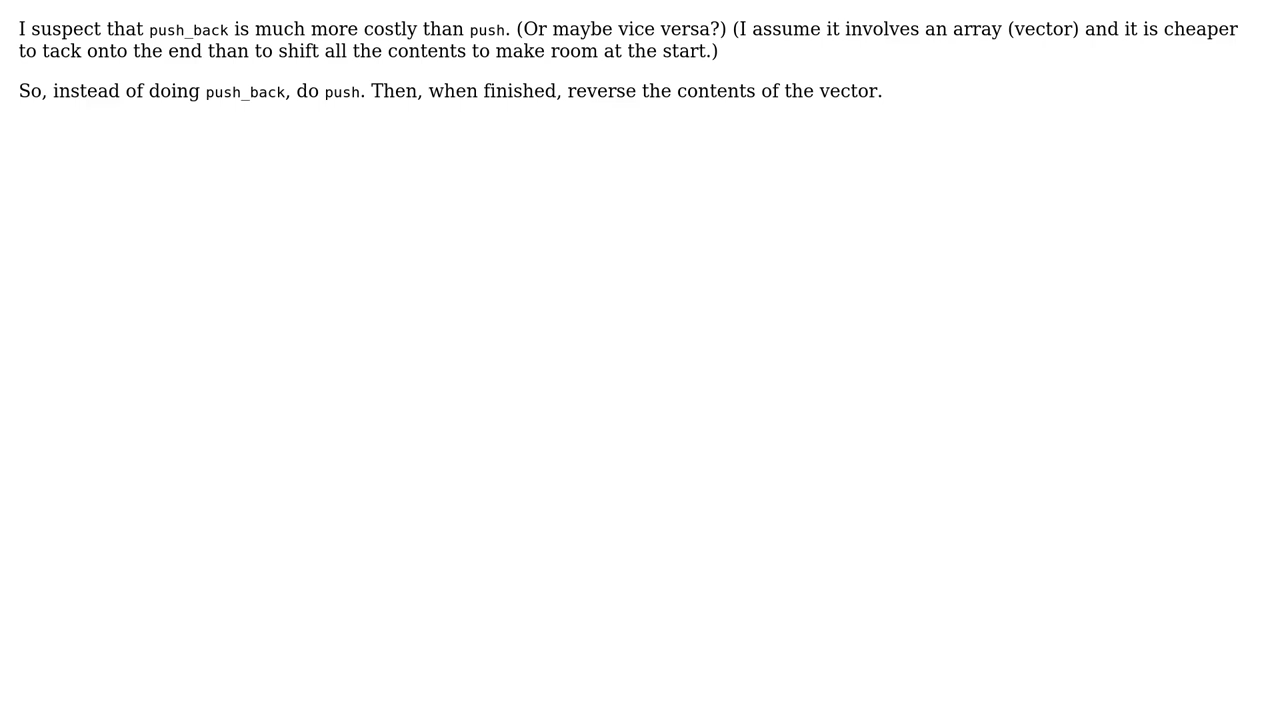 I suspect that push_back is much more costly than push. (Or maybe vice versa?) (I assume it involves an array (vector) and it is cheaper
to tack onto the end than to shift all the contents to make room at the start.)
So, instead of doing push_back, do push. Then, when finished, reverse the contents of the vector.